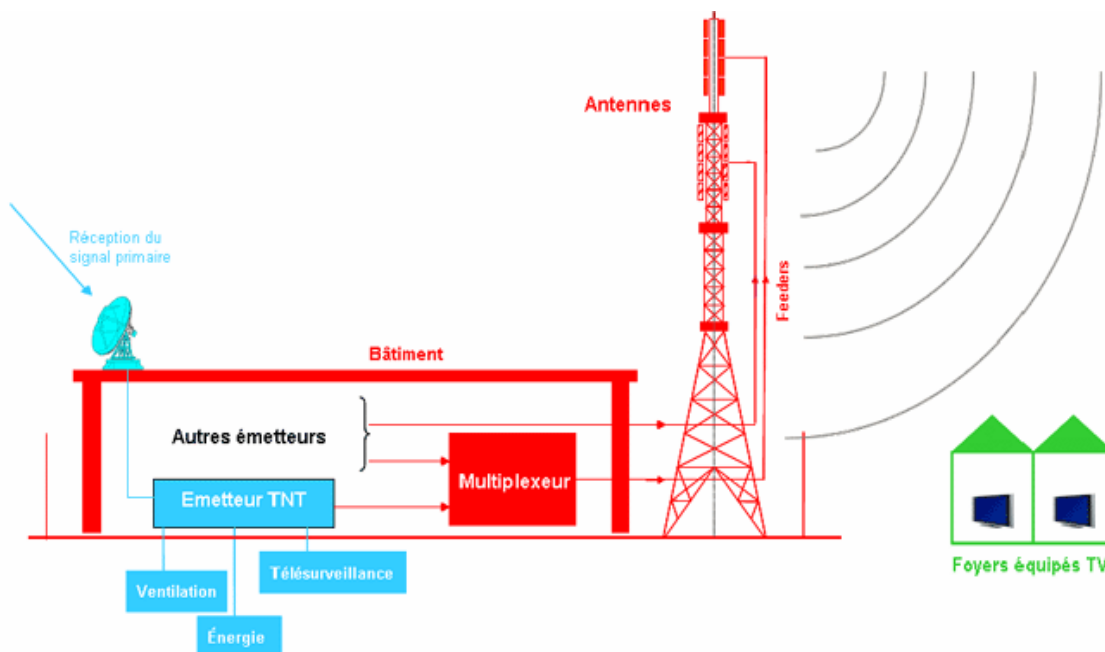 Antennes
Réception du
signal primaire
Feeders
Bâtiment
Autres émetteurs
Multiplexeur
Emetteur TNT
Télésurveillance
Ventilation
Énergie
Foyers équipés TV